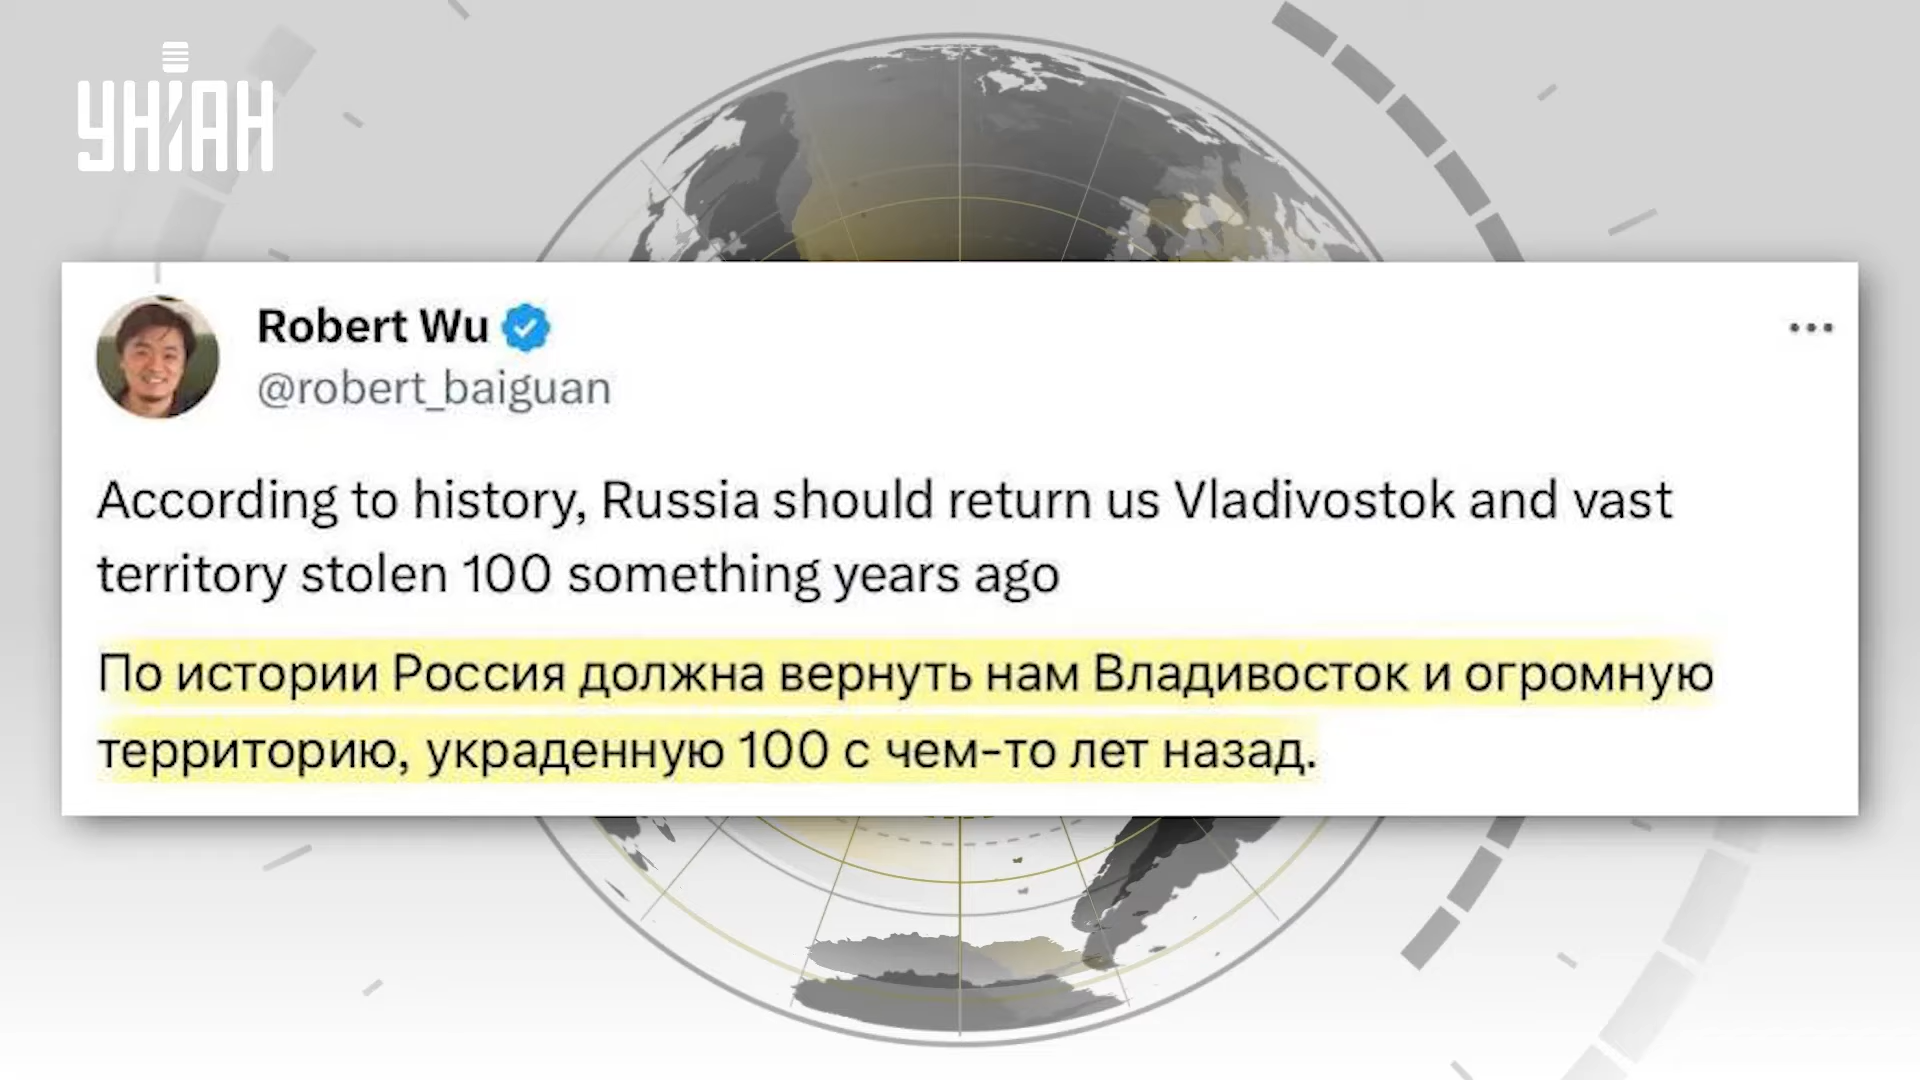 УНІАН
Robert Wu
@robert_baiguan
According to history, Russia should return us Vladivostok and vast
territory stolen 100 something years ago
По истории Россия должна вернуть нам Владивосток и огромную
территорию, украденную 100 с чем-то лет назад.